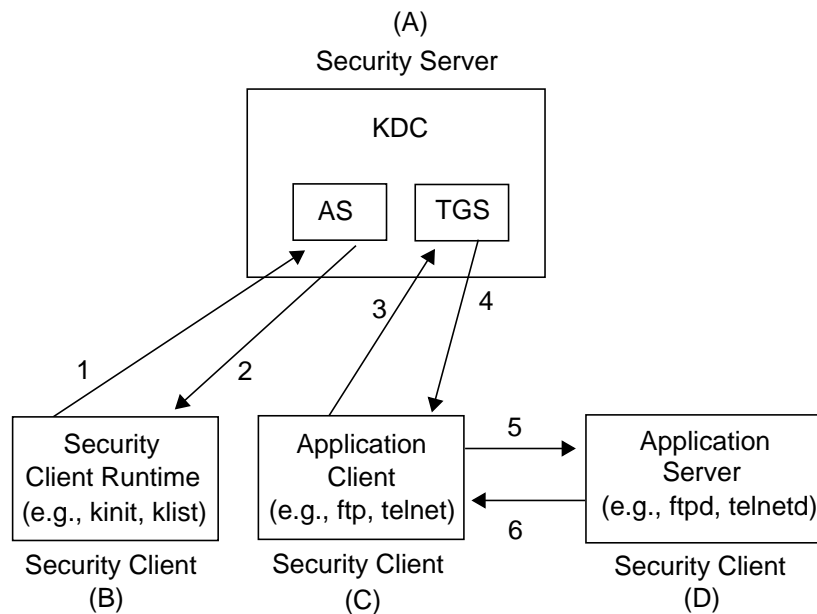 (A)
Security Server
KDC
AS
TGS
1
2
3
4
Security
Client Runtime
(e.g., kinit, klist)
Security Client
(B)
Application
Client
(e.g., ftp, telnet)
Security Client
(C)
5
6
Application
Server
(e.g., ftpd, telnetd)
Security Client
(D)